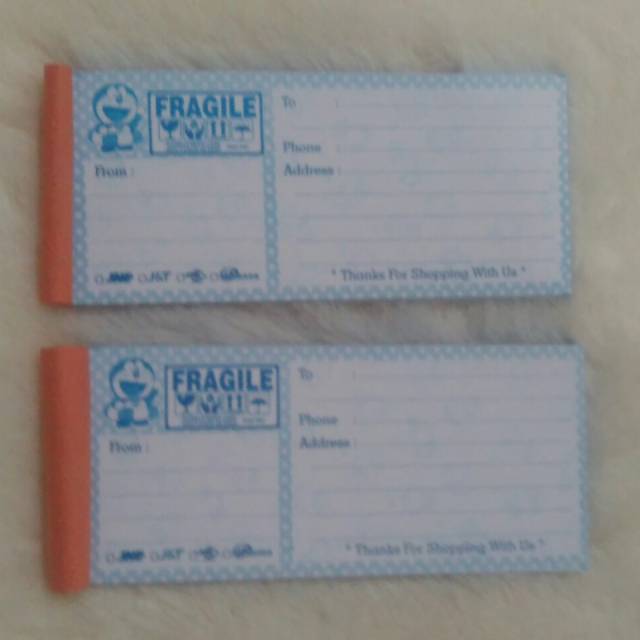 FRAGILE
From :
JNE J&T
To :
Phone :
Address :
" Thanks For Shopping With Us "
FRAGILE
From :
JNE J&T
To :
Phone :
Address :
" Thanks For Shopping With Us "